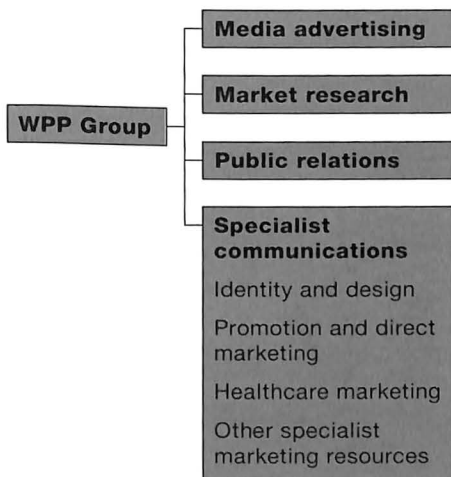 WPP Group
Media advertising
Market research
Public relations
Specialist
communications
Identity and design
Promotion and direct
marketing
Healthcare marketing
Other specialist
marketing resources